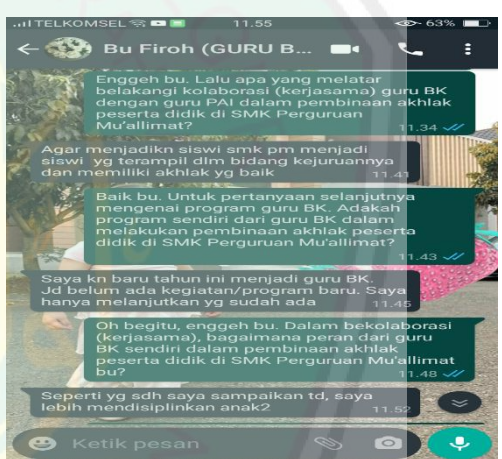 TELKOMSEL 11.55 63%
Bu Firoh (GURU B...
Enggeh bu. Lalu apa yang melatar
belakangi kolaborasi (kerjasama) guru BK
dengan guru PAI dalam pembinaan akhlak
peserta didik di SMK Perguruan
Mu'allimat? 11.34
Agar menjadikn siswi smk pm menjadi
siswi yg terampil dlm bidang kejuruannya
dan memiliki akhlak yg baik 11.41
Baik bu. Untuk pertanyaan selanjutnya
mengenai program guru BK. Adakah
program sendiri dari guru BK dalam
melakukan pembinaan akhlak peserta
didik di SMK Perguruan Mu'allimat?
11.43
Saya kn baru tahun ini menjadi guru BK.
Jd belum ada kegiatan/program baru. Saya
hanya melanjutkan yg sudah ada 11.45
Oh begitu, enggeh bu. Dalam bekolaborasi
(kerjasama), bagaimana peran dari guru
BK sendiri dalam pembinaan akhlak
peserta didik di SMK Perguruan Mu'allimat
bu? 11.48
Seperti yg sdh saya sampaikan td, saya
lebih mendisiplinkan anak2 11.52
Ketik pesan